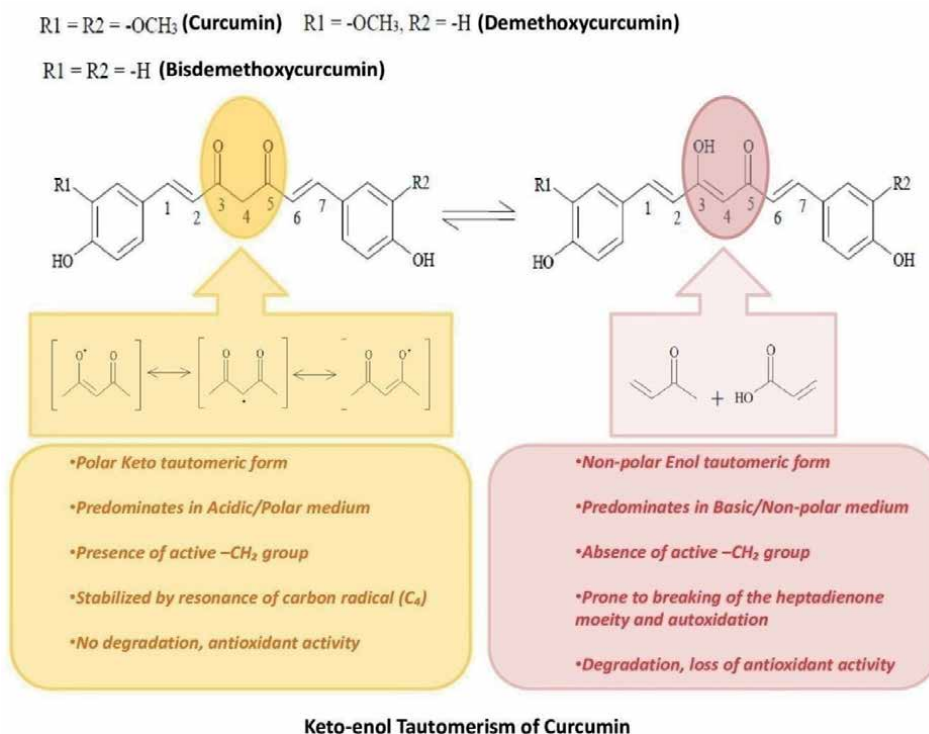 R1 = R2 = -OCH₃ (Curcumin) R1 = -OCH₃, R2 = -H (Demethoxycurcumin)
R1 = R2 = -H (Bisdemethoxycurcumin)
O O
R1 R2
1 2 3 4 5 6 7
HO OH
OH O
R1 R2
1 2 3 4 5 6 7
HO OH
O• O O O O O•
•
O O
HO
+
•Polar Keto tautomeric form
•Predominates in Acidic/Polar medium
•Presence of active –CH₂ group
•Stabilized by resonance of carbon radical (C₄)
•No degradation, antioxidant activity
•Non-polar Enol tautomeric form
•Predominates in Basic/Non-polar medium
•Absence of active –CH₂ group
•Prone to breaking of the heptadienone
moeity and autoxidation
•Degradation, loss of antioxidant activity
Keto-enol Tautomerism of Curcumin